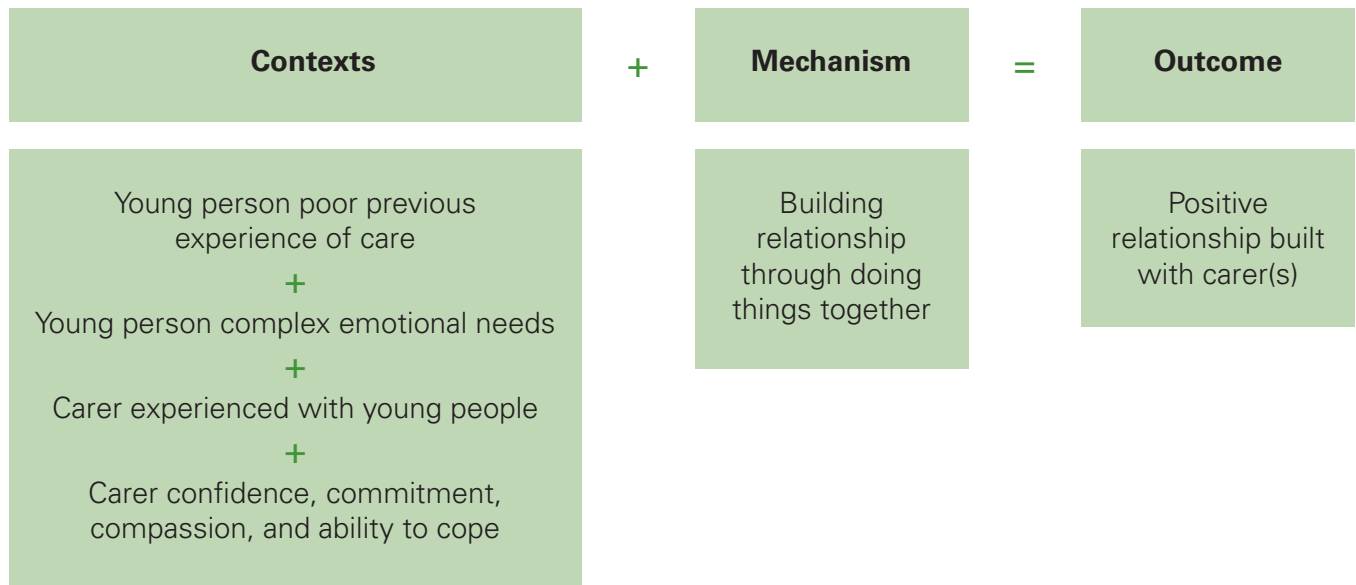 Contexts + Mechanism = Outcome
Young person poor previous
experience of care
+
Young person complex emotional needs
+
Carer experienced with young people
+
Carer confidence, commitment,
compassion, and ability to cope
Building
relationship
through doing
things together
Positive
relationship built
with carer(s)